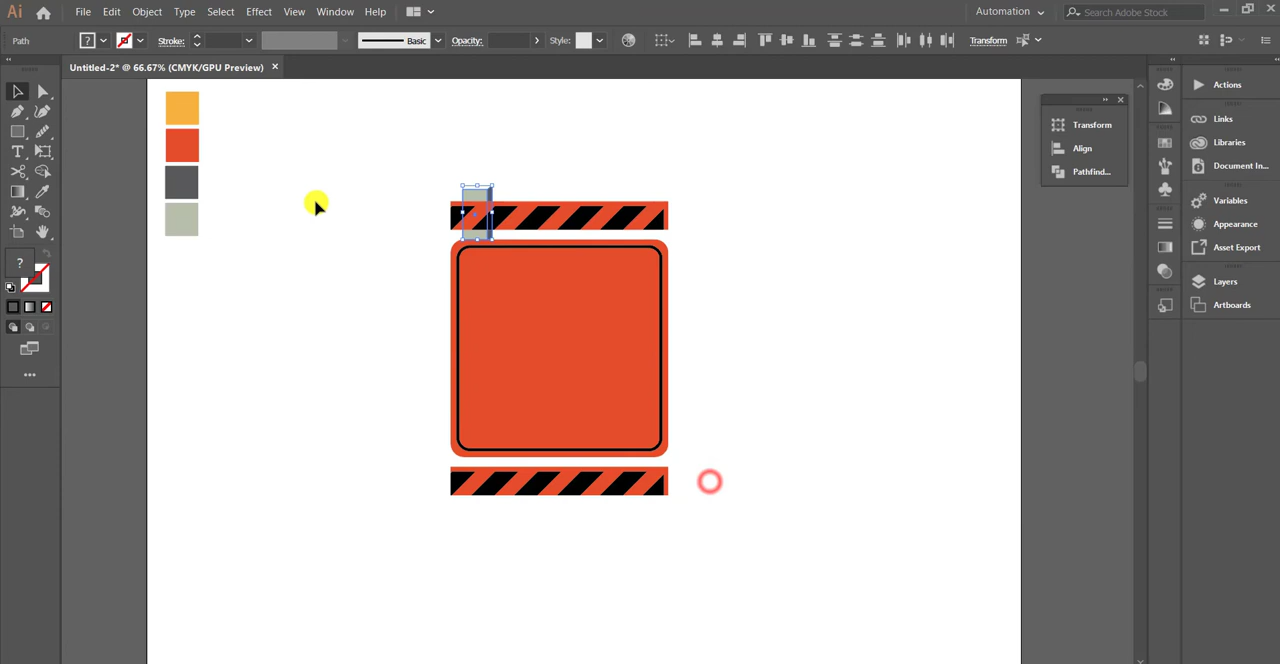 Ai File Edit Object Type Select Effect View Window Help Automation Search Adobe Stock
Path ? Stroke: Basic Opacity: Style: Transform
Untitled-2* @ 66.67% (CMYK/GPU Preview) ×
Actions
Links
Libraries
Document In...
Variables
Appearance
Asset Export
Layers
Artboards
Transform
Align
Pathfind...
T
?